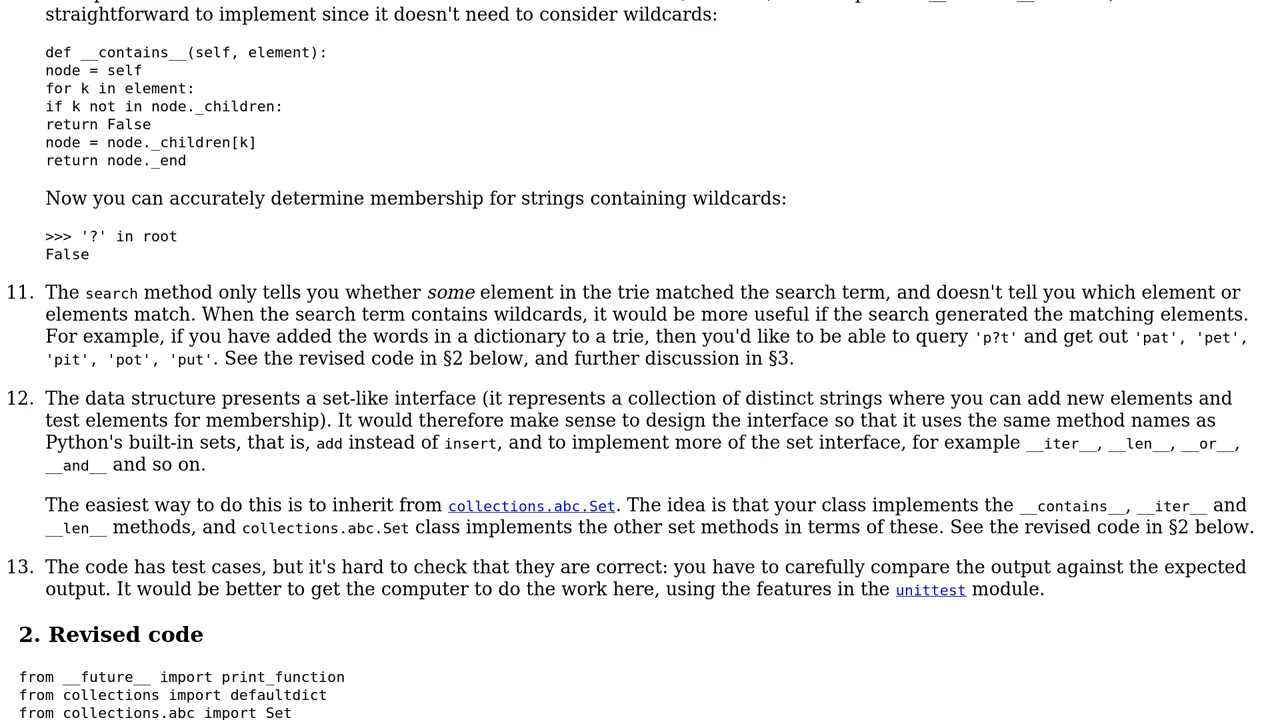 straightforward to implement since it doesn't need to consider wildcards:
def __contains__(self, element):
node = self
for k in element:
if k not in node._children:
return False
node = node._children[k]
return node._end
Now you can accurately determine membership for strings containing wildcards:
>>> '?' in root
False
11. The search method only tells you whether some element in the trie matched the search term, and doesn't tell you which element or
elements match. When the search term contains wildcards, it would be more useful if the search generated the matching elements.
For example, if you have added the words in a dictionary to a trie, then you'd like to be able to query 'p?t' and get out 'pat', 'pet',
'pit', 'pot', 'put'. See the revised code in §2 below, and further discussion in §3.
12. The data structure presents a set-like interface (it represents a collection of distinct strings where you can add new elements and
test elements for membership). It would therefore make sense to design the interface so that it uses the same method names as
Python's built-in sets, that is, add instead of insert, and to implement more of the set interface, for example __iter__, __len__, __or__,
__and__ and so on.
The easiest way to do this is to inherit from collections.abc.Set. The idea is that your class implements the __contains__, __iter__ and
__len__ methods, and collections.abc.Set class implements the other set methods in terms of these. See the revised code in §2 below.
13. The code has test cases, but it's hard to check that they are correct: you have to carefully compare the output against the expected
output. It would be better to get the computer to do the work here, using the features in the unittest module.
2. Revised code
from __future__ import print_function
from collections import defaultdict
from collections.abc import Set